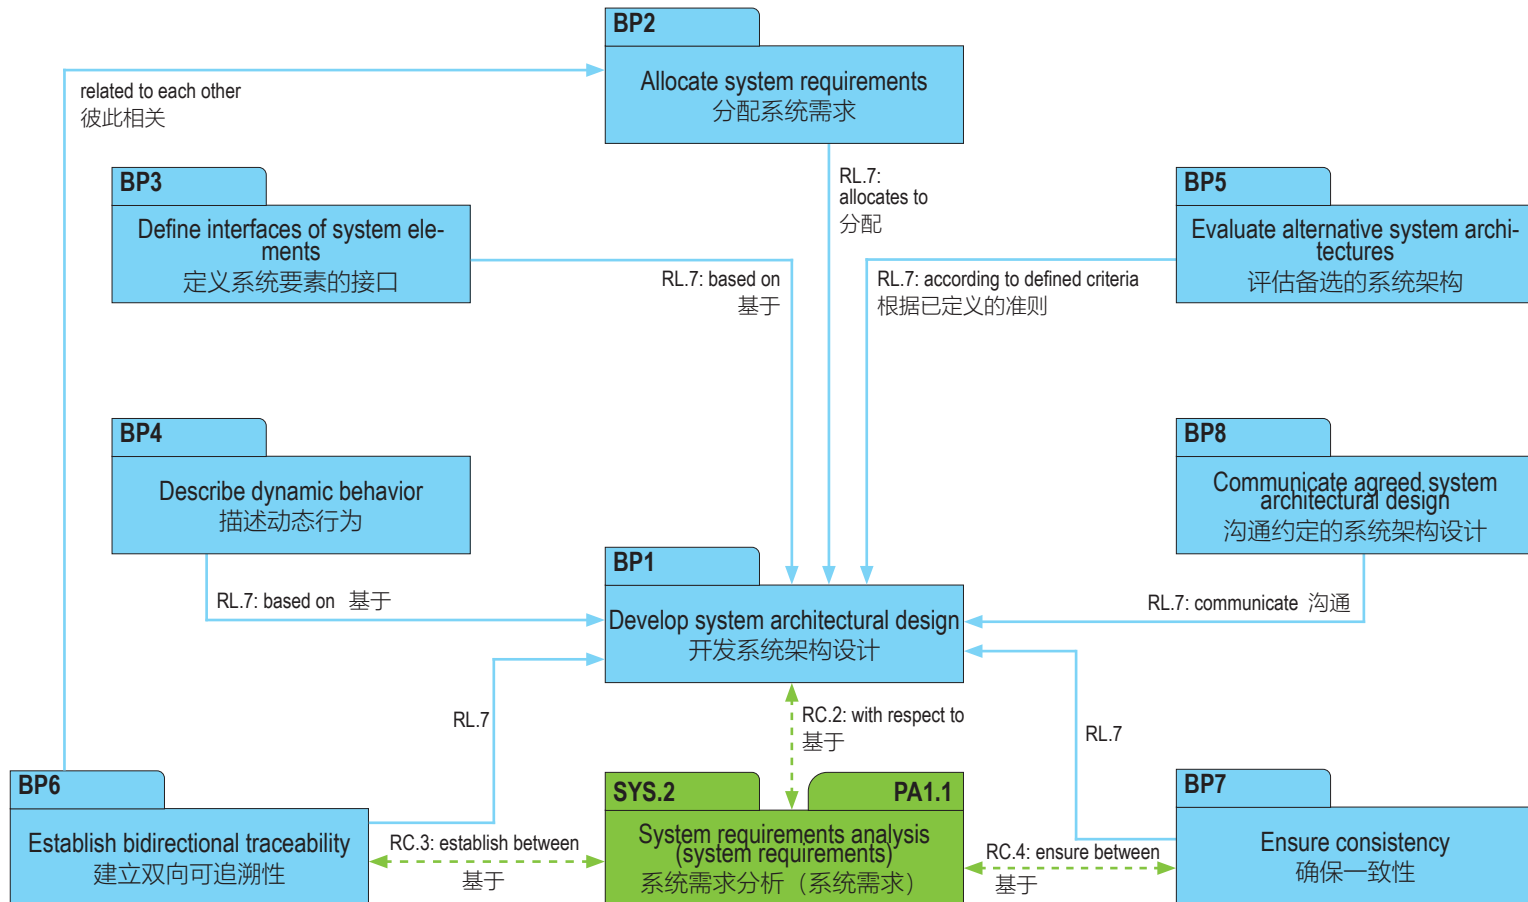 BP2
Allocate system requirements
分配系统需求
related to each other
彼此相关
BP3
Define interfaces of system ele-
ments
定义系统要素的接口
RL.7:
allocates to
分配
BP5
Evaluate alternative system archi-
tectures
评估备选的系统架构
RL.7: based on
基于
RL.7: according to defined criteria
根据已定义的准则
BP4
Describe dynamic behavior
描述动态行为
BP8
Communicate agreed system
architectural design
沟通约定的系统架构设计
RL.7: based on 基于
BP1
Develop system architectural design
开发系统架构设计
RL.7: communicate 沟通
RL.7
RC.2: with respect to
基于
RL.7
BP6
Establish bidirectional traceability
建立双向可追溯性
RC.3: establish between
基于
SYS.2
PA1.1
System requirements analysis
(system requirements)
系统需求分析（系统需求）
RC.4: ensure between
基于
BP7
Ensure consistency
确保一致性